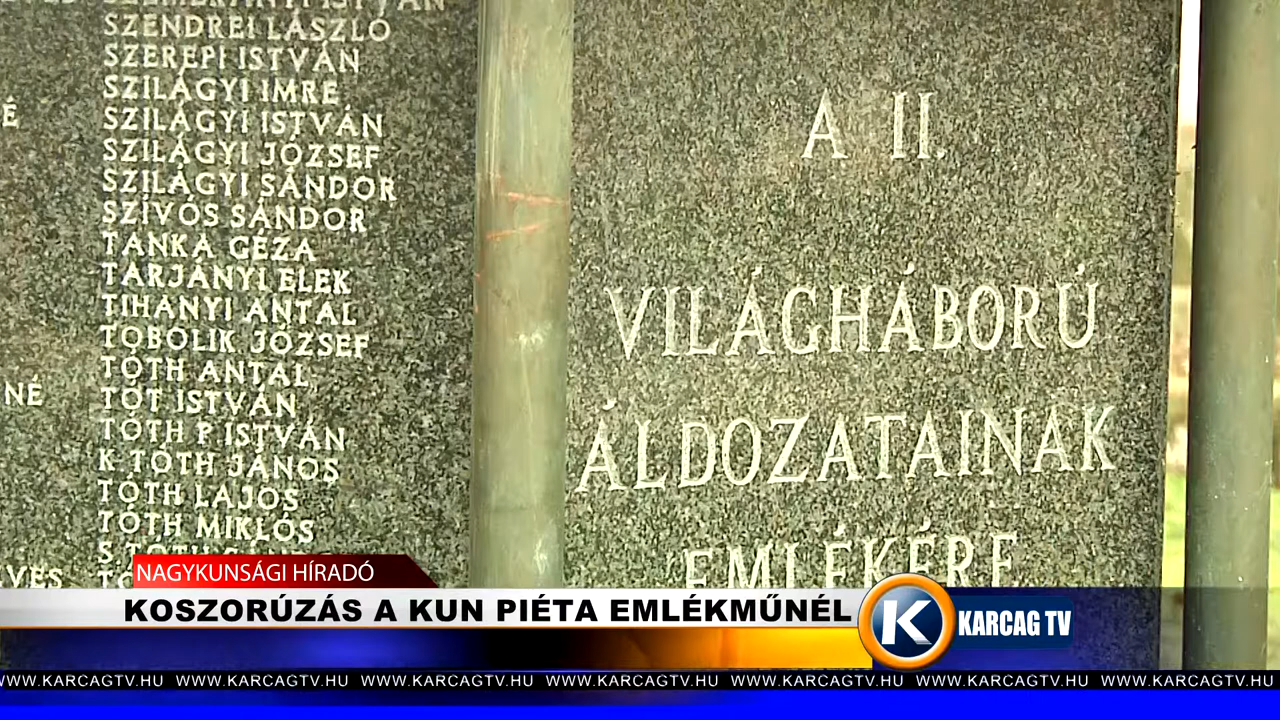 SZENDREI LÁSZLÓ
SZEREPI ISTVÁN
SZILÁGYI IMRE
SZILÁGYI ISTVÁN
SZILÁGYI JÓZSEF
SZILÁGYI SÁNDOR
SZÍVÓS SÁNDOR
TANKA GÉZA
TARJÁNYI ELEK
TIHANYI ANTAL
TOBOLIK JÓZSEF
TÓTH ANTAL
TÓT ISTVÁN
TÓTH P ISTVÁN
K TÓTH JÁNOS
TÓTH LAJOS
TÓTH MIKLÓS
S TÓTH
NÉ
A II.
VILÁGHÁBORÚ
ÁLDOZATAINAK
EMLÉKÉRE
NAGYKUNSÁGI HÍRADÓ
KOSZORÚZÁS A KUN PIÉTA EMLÉKMŰNÉL
K KARCAG TV
WWW.KARCAGTV.HU WWW.KARCAGTV.HU WWW.KARCAGTV.HU WWW.KARCAGTV.HU WWW.KARCAGTV.HU WWW.KARCAGTV.HU WWW.KARCAGTV.HU